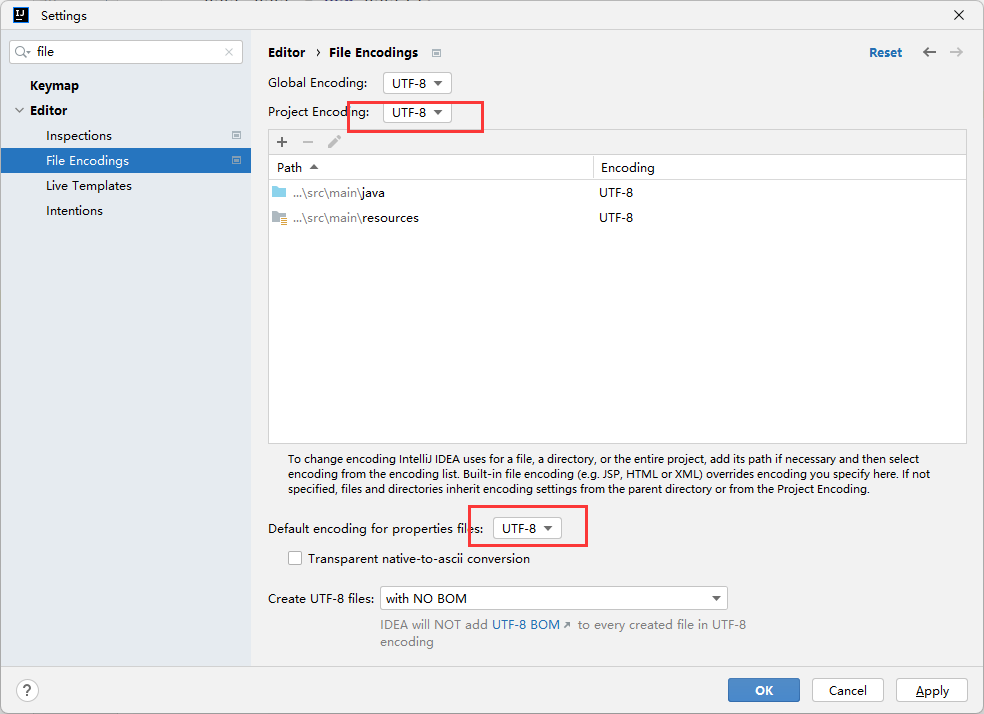 Settings
file
Keymap
Editor
Inspections
File Encodings
Live Templates
Intentions
Editor › File Encodings
Reset
Global Encoding: UTF-8
Project Encoding: UTF-8
Path Encoding
...\src\main\java UTF-8
...\src\main\resources UTF-8
To change encoding IntelliJ IDEA uses for a file, a directory, or the entire project, add its path if necessary and then select
encoding from the encoding list. Built-in file encoding (e.g. JSP, HTML or XML) overrides encoding you specify here. If not
specified, files and directories inherit encoding settings from the parent directory or from the Project Encoding.
Default encoding for properties files: UTF-8
Transparent native-to-ascii conversion
Create UTF-8 files: with NO BOM
IDEA will NOT add UTF-8 BOM ↗ to every created file in UTF-8
encoding
?
OK
Cancel
Apply